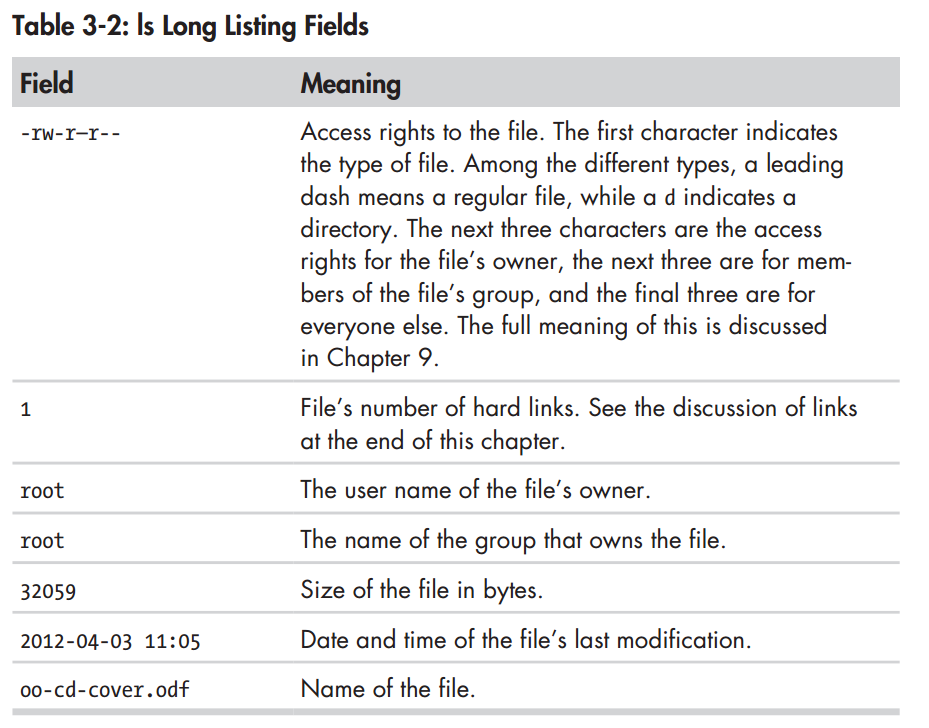 Table 3-2: ls Long Listing Fields
Field Meaning
-rw-r—r-- Access rights to the file. The first character indicates
the type of file. Among the different types, a leading
dash means a regular file, while a d indicates a
directory. The next three characters are the access
rights for the file’s owner, the next three are for mem-
bers of the file’s group, and the final three are for
everyone else. The full meaning of this is discussed
in Chapter 9.
1 File’s number of hard links. See the discussion of links
at the end of this chapter.
root The user name of the file’s owner.
root The name of the group that owns the file.
32059 Size of the file in bytes.
2012-04-03 11:05 Date and time of the file’s last modification.
oo-cd-cover.odf Name of the file.